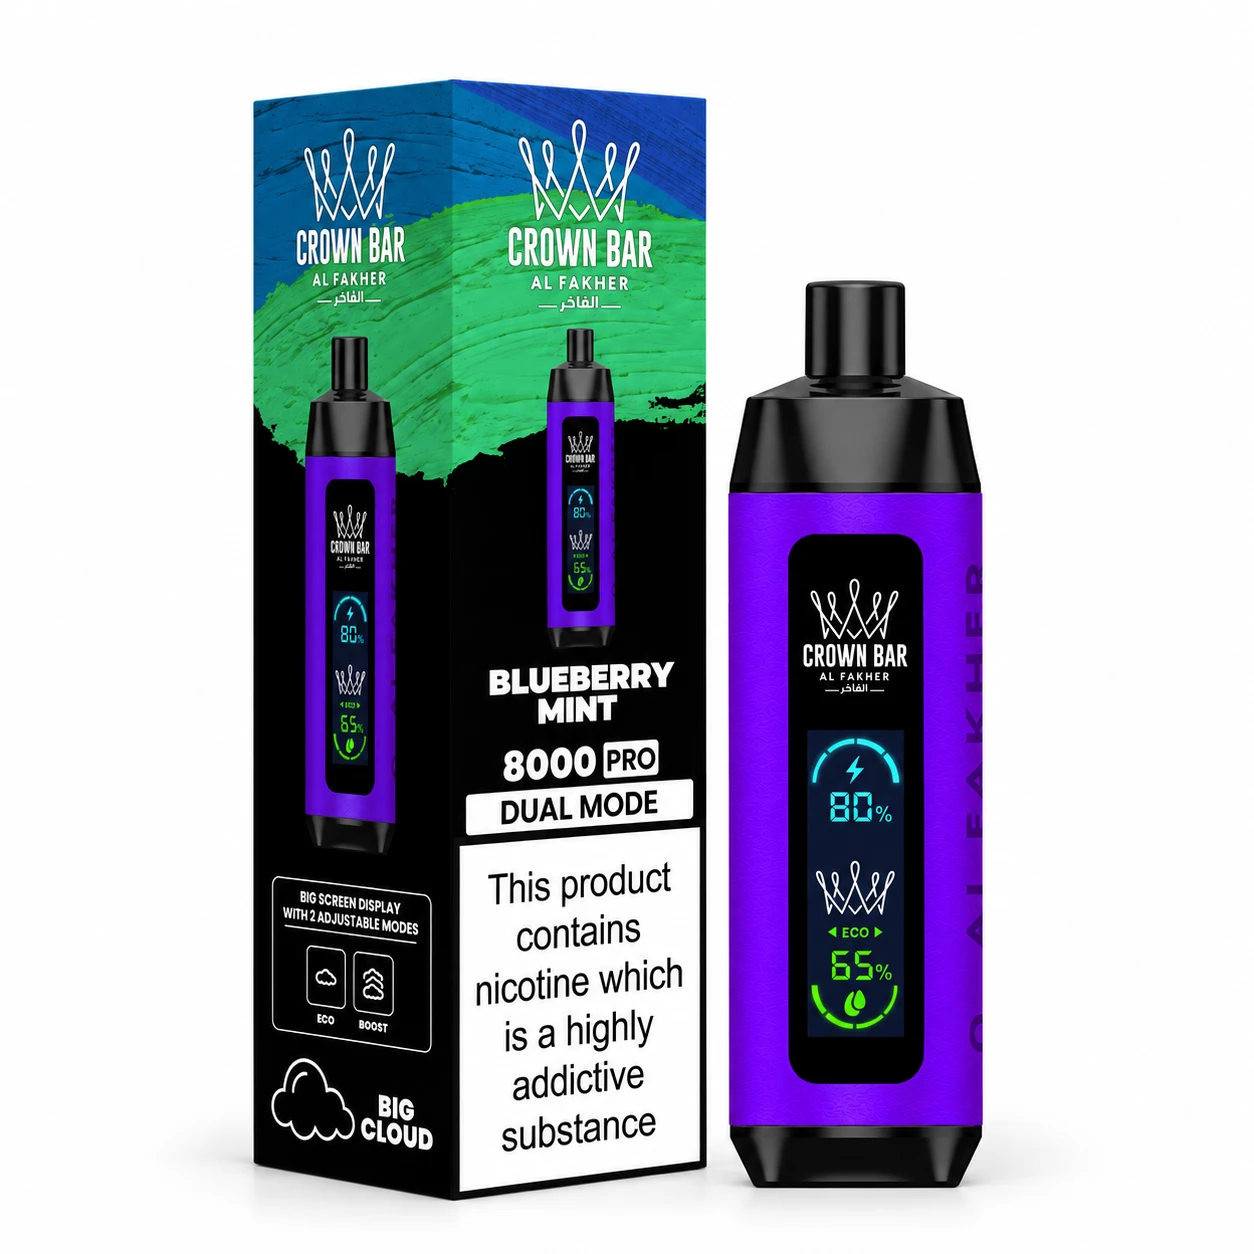 CROWN BAR
AL FAKHER
الفاخر
CROWN BAR
AL FAKHER
الفاخر
80%
ECO
65%
BIG SCREEN DISPLAY
WITH 2 ADJUSTABLE MODES
ECO
BOOST
BIG
CLOUD
CROWN BAR
AL FAKHER
الفاخر
CROWN BAR
AL FAKHER
80%
65%
BLUEBERRY
MINT
8000 PRO
DUAL MODE
This product
contains
nicotine which
is a highly
addictive
substance
CROWN BAR
AL FAKHER
الفاخر
80%
ECO
65%
AL FAKHER